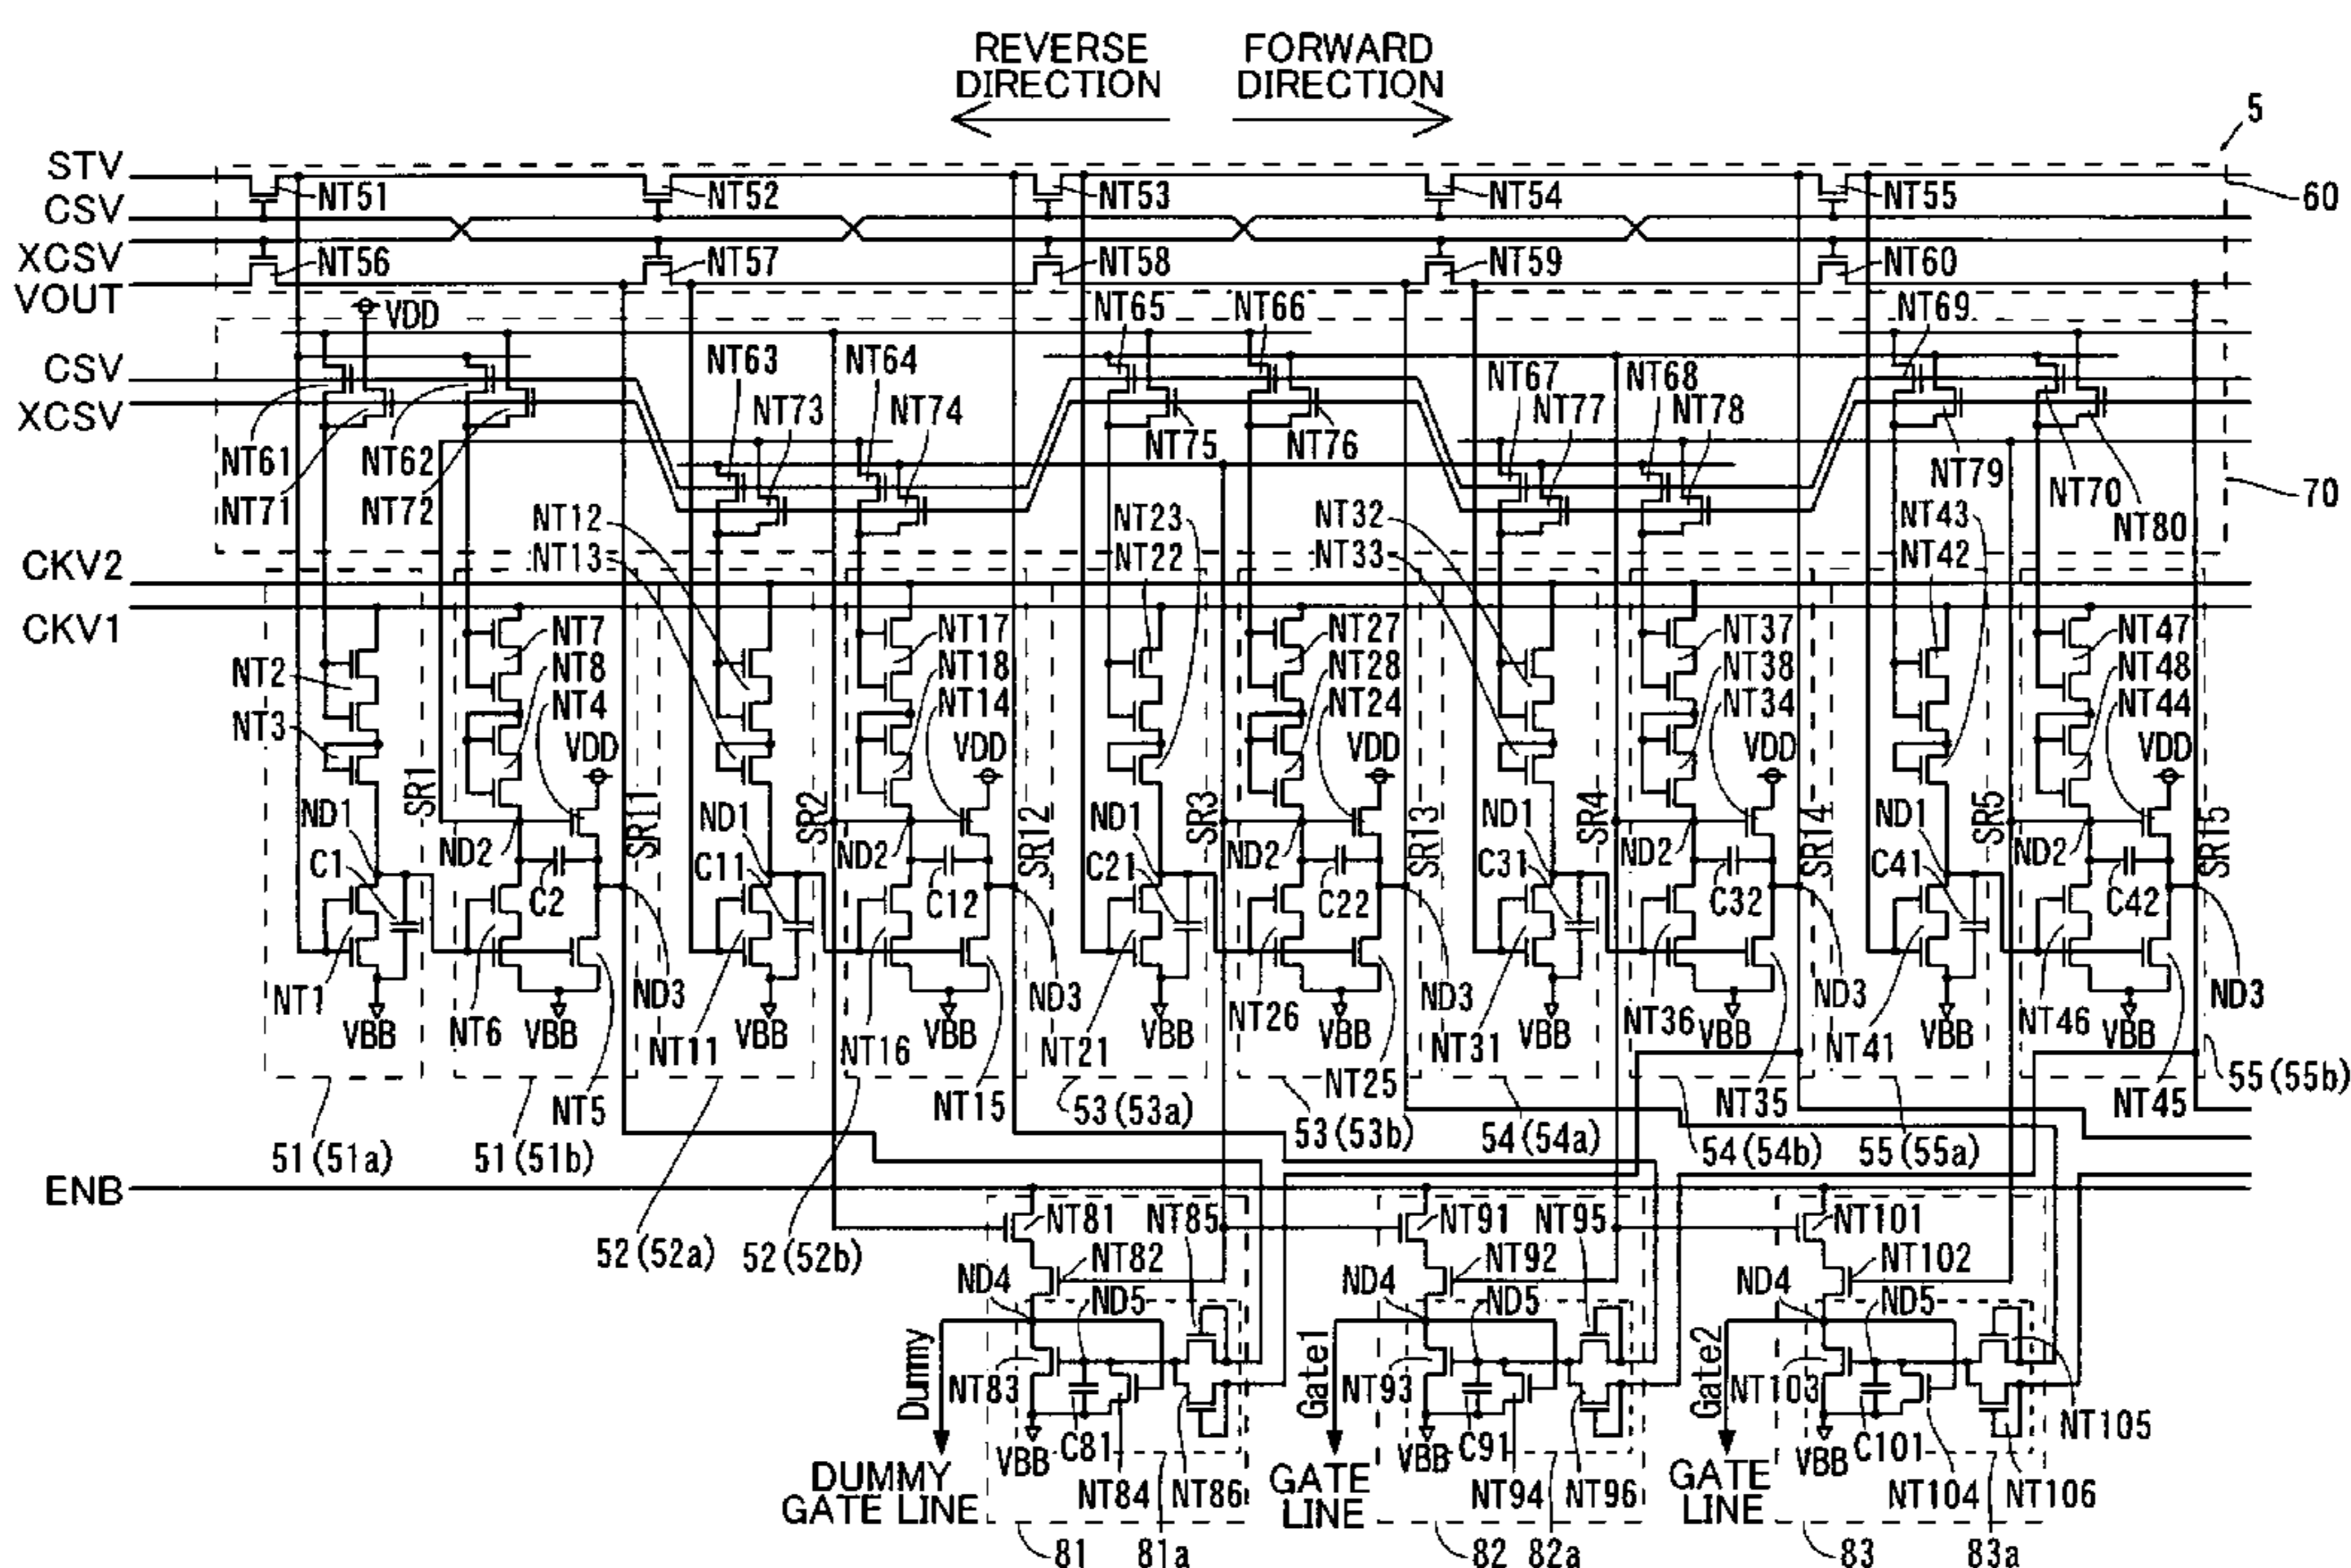 REVERSE DIRECTION
FORWARD DIRECTION
5
STV
NT51 NT52 NT53 NT54 NT55
60
CSV
XCSV
NT56 NT57 NT58 NT59 NT60
VOUT
VDD
NT65 NT66 NT69
CSV
NT63 NT64 NT67 NT68
XCSV
NT73 NT74 NT77 NT78
NT61 NT62 NT75 NT76 NT79
NT71 NT72 NT70
70
NT12 NT23 NT32 NT43 NT80
NT13 NT22 NT33 NT42
CKV2
CKV1
NT7 NT17 NT27 NT37 NT47
NT2 NT8 NT18 NT28 NT38 NT48
NT3 NT4 NT14 NT24 NT34 NT44
VDD VDD VDD VDD VDD
SR1 SR11 SR2 SR12 SR3 SR13 SR4 SR14 SR5 SR15
ND1 ND1 ND1 ND1 ND1
ND2 ND2 ND2 ND2 ND2
C1 C11 C21 C31 C41
C2 C12 C22 C32 C42
ND3 ND3 ND3 ND3 ND3
NT1 NT6 NT11 NT16 NT21 NT26 NT31 NT36 NT41 NT46
VBB VBB VBB VBB VBB VBB VBB VBB VBB VBB
NT5 NT15 NT25 NT35 NT45
55(55b)
53(53a)
53(53b) 54(54a)
51(51a) 51(51b) 54(54b) 55(55a)
ENB
52(52a) 52(52b)
NT81 NT85 NT91 NT95 NT101
NT82 NT92 NT102
ND4 ND5 ND4 ND5 ND4 ND5
Dummy Gate1 Gate2
NT83 NT93 NT103
NT105
VBB C81 VBB C91 VBB C101
DUMMY GATE LINE
NT84 NT86
GATE LINE
NT94 NT96
GATE LINE
NT104 NT106
81 81a 82 82a 83 83a